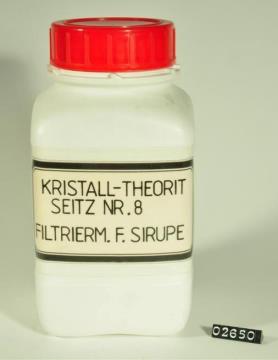 KRISTALL-THEORIT
SEITZ NR. 8
FILTRIERM. F. SIRUPE
02650